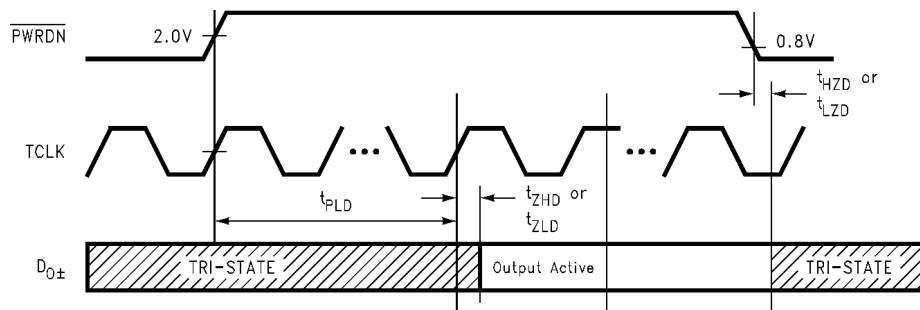 PWRDN
2.0V
0.8V
tHZD or
tLZD
TCLK
•••
•••
tPLD
tZHD or
tZLD
DO±
TRI-STATE
Output Active
TRI-STATE